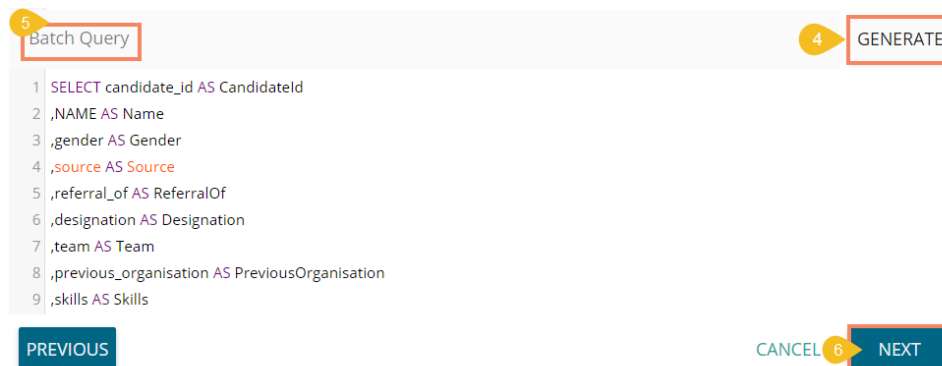 5
Batch Query
4
GENERATE
1 SELECT candidate_id AS CandidateId
2 ,NAME AS Name
3 ,gender AS Gender
4 ,source AS Source
5 ,referral_of AS ReferralOf
6 ,designation AS Designation
7 ,team AS Team
8 ,previous_organisation AS PreviousOrganisation
9 ,skills AS Skills
PREVIOUS
CANCEL
6
NEXT